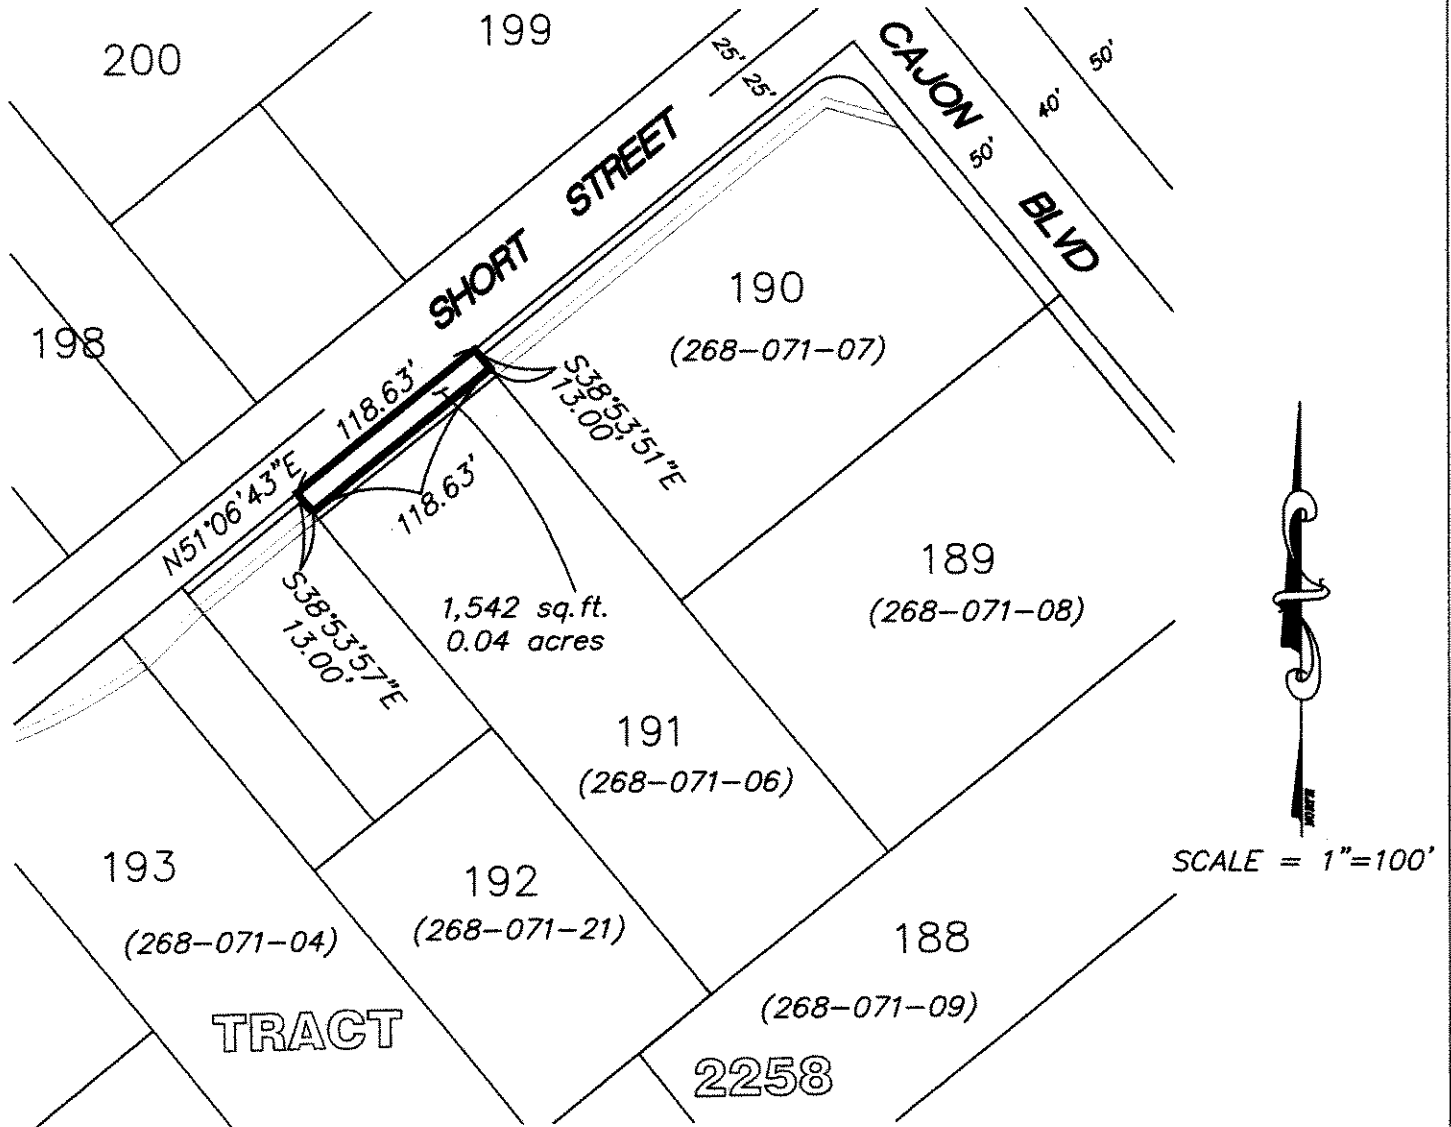 200
199
25'
25'
CAJON
BLVD
50'
40'
50'
SHORT STREET
198
190
(268-071-07)
118.63'
S38°53'51"E
13.00'
N51°06'43"E
118.63'
S38°53'57"E
13.00'
1,542 sq.ft.
0.04 acres
189
(268-071-08)
191
(268-071-06)
SCALE = 1"=100'
193
(268-071-04)
192
(268-071-21)
188
(268-071-09)
TRACT
2258